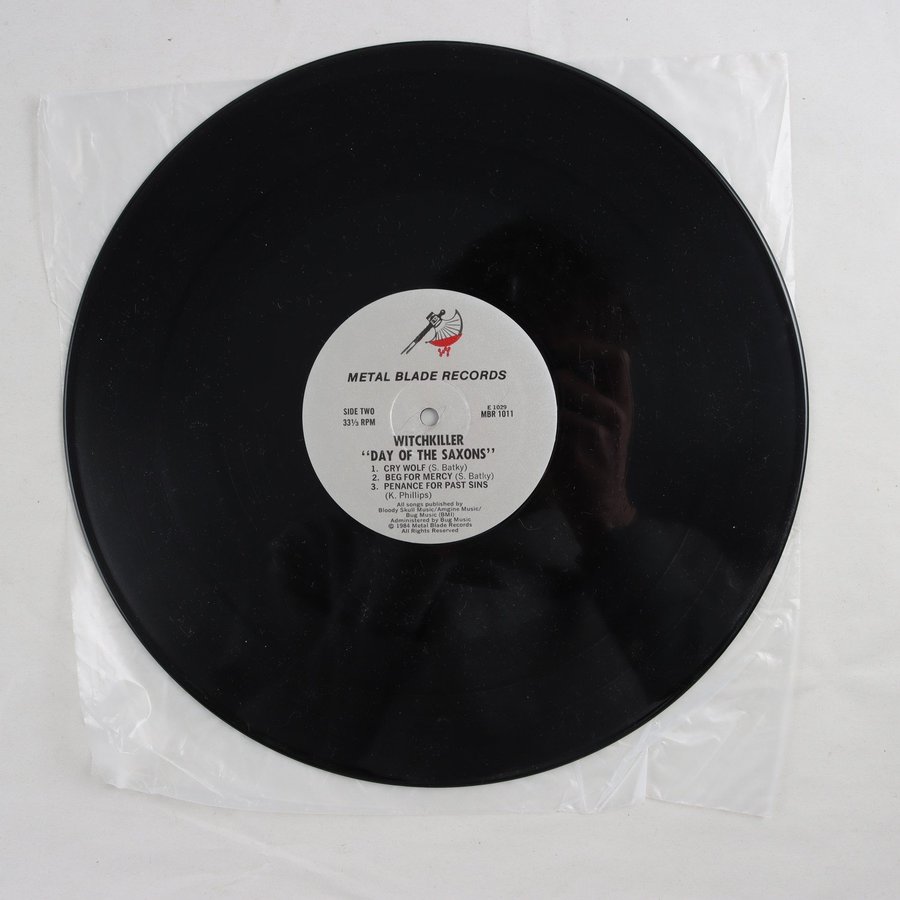 METAL BLADE RECORDS
SIDE TWO
33⅓ RPM
E 1029
MBR 1011
WITCHKILLER
“DAY OF THE SAXONS”
1. CRY WOLF (S. Batky)
2. BEG FOR MERCY (S. Batky)
3. PENANCE FOR PAST SINS
(K. Phillips)
All songs published by
Bloody Skull Music/Amgine Music/
Bug Music (BMI)
Administered by Bug Music
© 1984 Metal Blade Records
All Rights Reserved